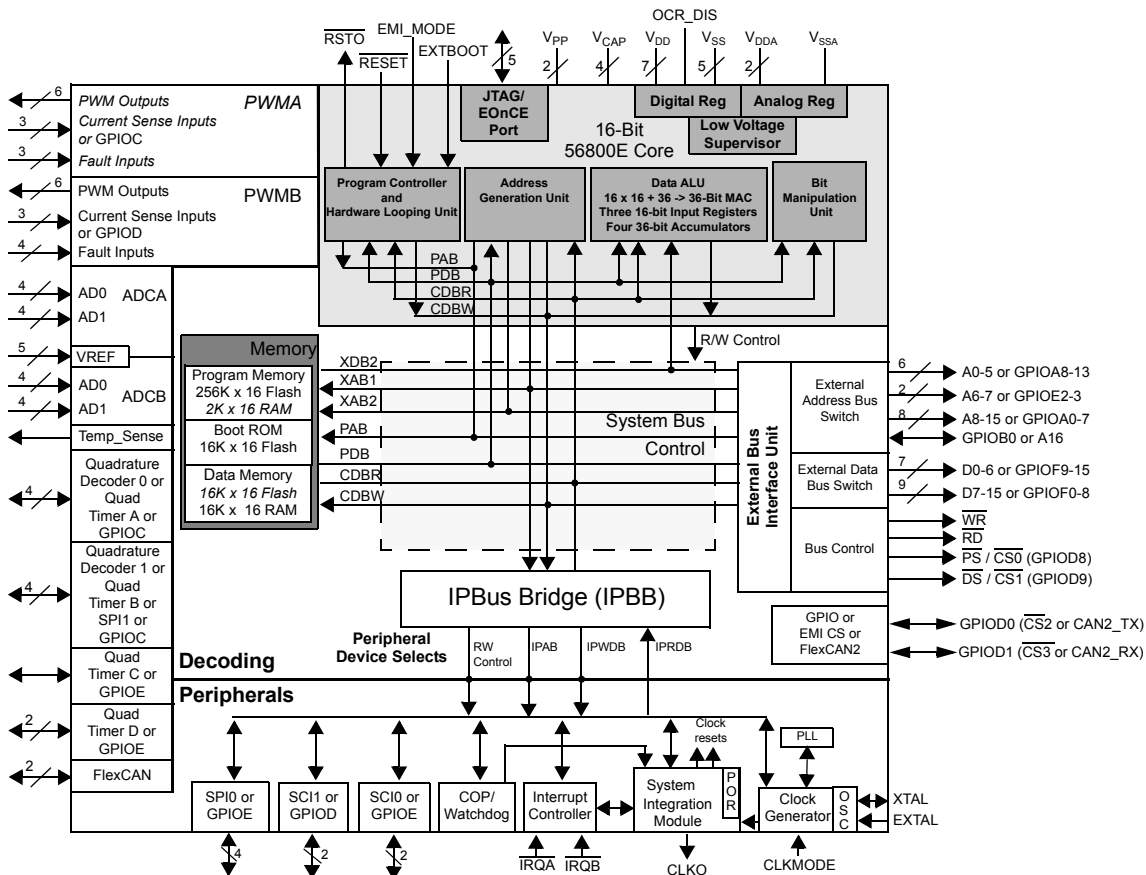 OCR_DIS
RSTO
EMI_MODE
RESET
EXTBOOT
5
VPP
2
VCAP
4
VDD
7
VSS
5
VDDA
2
VSSA
6
PWM Outputs
PWMA
3
Current Sense Inputs
or GPIOC
3
Fault Inputs
6
PWM Outputs
PWMB
3
Current Sense Inputs
or GPIOD
4
Fault Inputs
JTAG/
EOnCE
Port
Digital Reg
Analog Reg
Low Voltage
Supervisor
16-Bit
56800E Core
Program Controller
and
Hardware Looping Unit
Address
Generation Unit
Data ALU
16 x 16 + 36 -> 36-Bit MAC
Three 16-bit Input Registers
Four 36-bit Accumulators
Bit
Manipulation
Unit
PAB
PDB
CDBR
CDBW
4
AD0
ADCA
4
AD1
5
VREF
4
AD0
ADCB
4
AD1
Temp_Sense
4
Quadrature
Decoder 0 or
Quad
Timer A or
GPIOC
4
Quadrature
Decoder 1 or
Quad
Timer B or
SPI1 or
GPIOC
Quad
Timer C or
GPIOE
2
Quad
Timer D or
GPIOE
2
FlexCAN
Memory
Program Memory
256K x 16 Flash
2K x 16 RAM
Boot ROM
16K x 16 Flash
Data Memory
16K x 16 Flash
16K x 16 RAM
XDB2
XAB1
XAB2
PAB
PDB
CDBR
CDBW
R/W Control
System Bus
Control
External Bus
Interface Unit
External
Address Bus
Switch
External Data
Bus Switch
Bus Control
6
A0-5 or GPIOA8-13
2
A6-7 or GPIOE2-3
8
A8-15 or GPIOA0-7
GPIOB0 or A16
7
D0-6 or GPIOF9-15
9
D7-15 or GPIOF0-8
WR
RD
PS / CS0 (GPIOD8)
DS / CS1 (GPIOD9)
GPIO or
EMI CS or
FlexCAN2
GPIOD0 (CS2 or CAN2_TX)
GPIOD1 (CS3 or CAN2_RX)
IPBus Bridge (IPBB)
Peripheral
Device Selects
RW
Control
IPAB
IPWDB
IPRDB
Decoding
Peripherals
Clock
resets
PLL
SPI0 or
GPIOE
SCI1 or
GPIOD
SCI0 or
GPIOE
COP/
Watchdog
Interrupt
Controller
System
Integration
Module
POR
Clock
Generator
OSC
XTAL
EXTAL
4
2
2
IRQA
IRQB
CLKO
CLKMODE